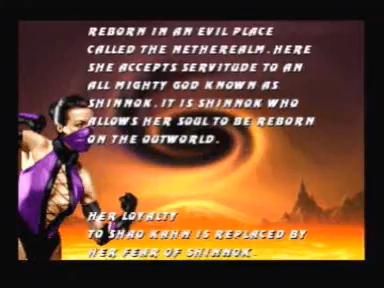 REBORN IN AN EVIL PLACE
CALLED THE NETHEREALM. HERE
SHE ACCEPTS SERVITUDE TO AN
ALL MIGHTY GOD KNOWN AS
SHINNOK. IT IS SHINNOK WHO
ALLOWS HER SOUL TO BE REBORN
ON THE OUTWORLD.
HER LOYALTY
TO SHAO KAHN IS REPLACED BY
HER FEAR OF SHINNOK.